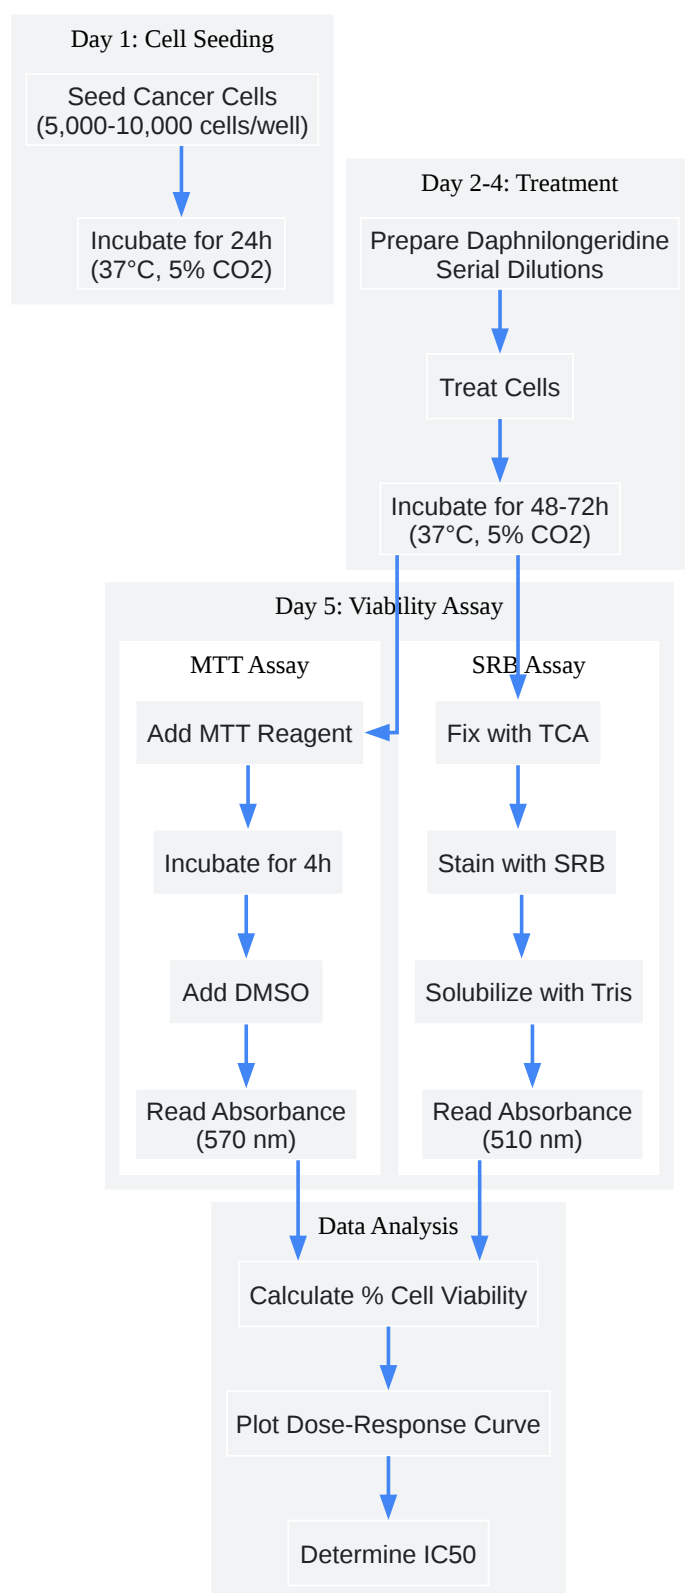 Day 1: Cell Seeding
Seed Cancer Cells
(5,000-10,000 cells/well)
Incubate for 24h
(37°C, 5% CO2)
Day 2-4: Treatment
Prepare Daphnilongeridine
Serial Dilutions
Treat Cells
Incubate for 48-72h
(37°C, 5% CO2)
Day 5: Viability Assay
MTT Assay
Add MTT Reagent
Incubate for 4h
Add DMSO
Read Absorbance
(570 nm)
SRB Assay
Fix with TCA
Stain with SRB
Solubilize with Tris
Read Absorbance
(510 nm)
Data Analysis
Calculate % Cell Viability
Plot Dose-Response Curve
Determine IC50